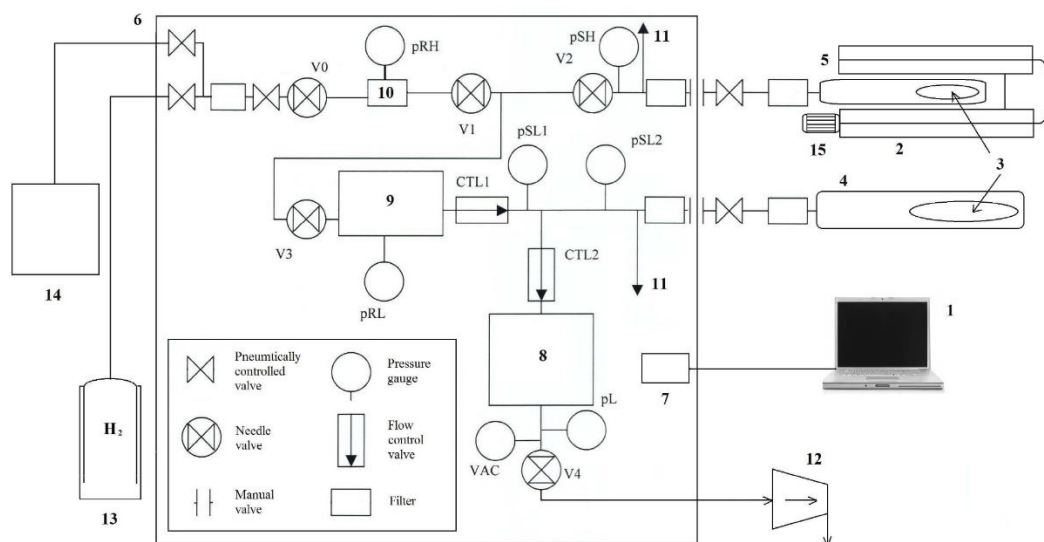 6
pRH
pSH
11
5
V0
V2
10
V1
15
2
pSL1
pSL2
3
CTL1
4
9
V3
CTL2
11
14
pRL
1
8
Pneumtically
controlled
valve
Pressure
gauge
7
pL
H₂
Needle
valve
Flow
control
valve
VAC
V4
12
Manual
valve
Filter
13